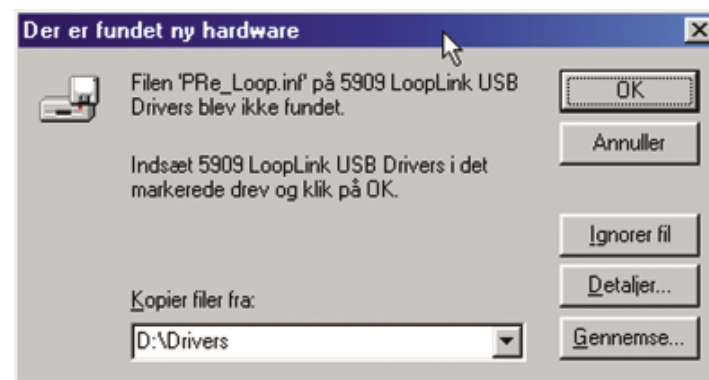 Der er fundet ny hardware
Filen 'PRe_Loop.inf' på 5909 LoopLink USB
Drivers blev ikke fundet.
Indsæt 5909 LoopLink USB Drivers i det
markerede drev og klik på OK.
Kopier filer fra:
D:\Drivers
OK
Annuller
Ignorer fil
Detaljer...
Gennemse...